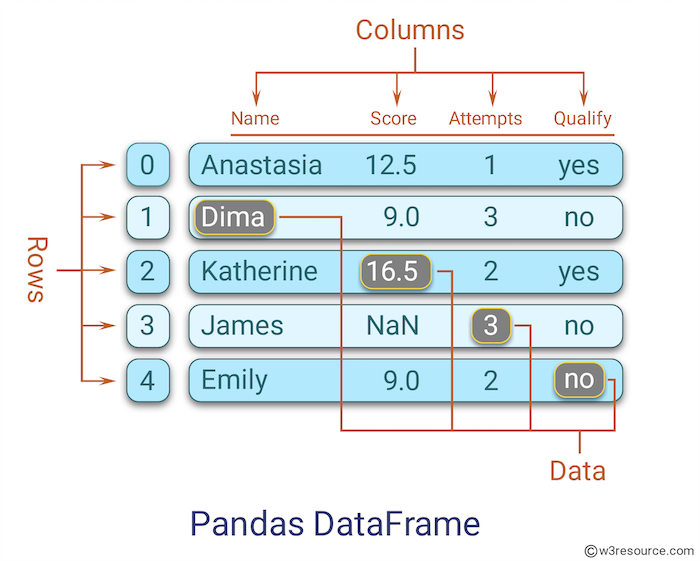 Columns
Name Score Attempts Qualify
0 Anastasia 12.5 1 yes
1 Dima 9.0 3 no
Rows
2 Katherine 16.5 2 yes
3 James NaN 3 no
4 Emily 9.0 2 no
Data
Pandas DataFrame
©w3resource.com